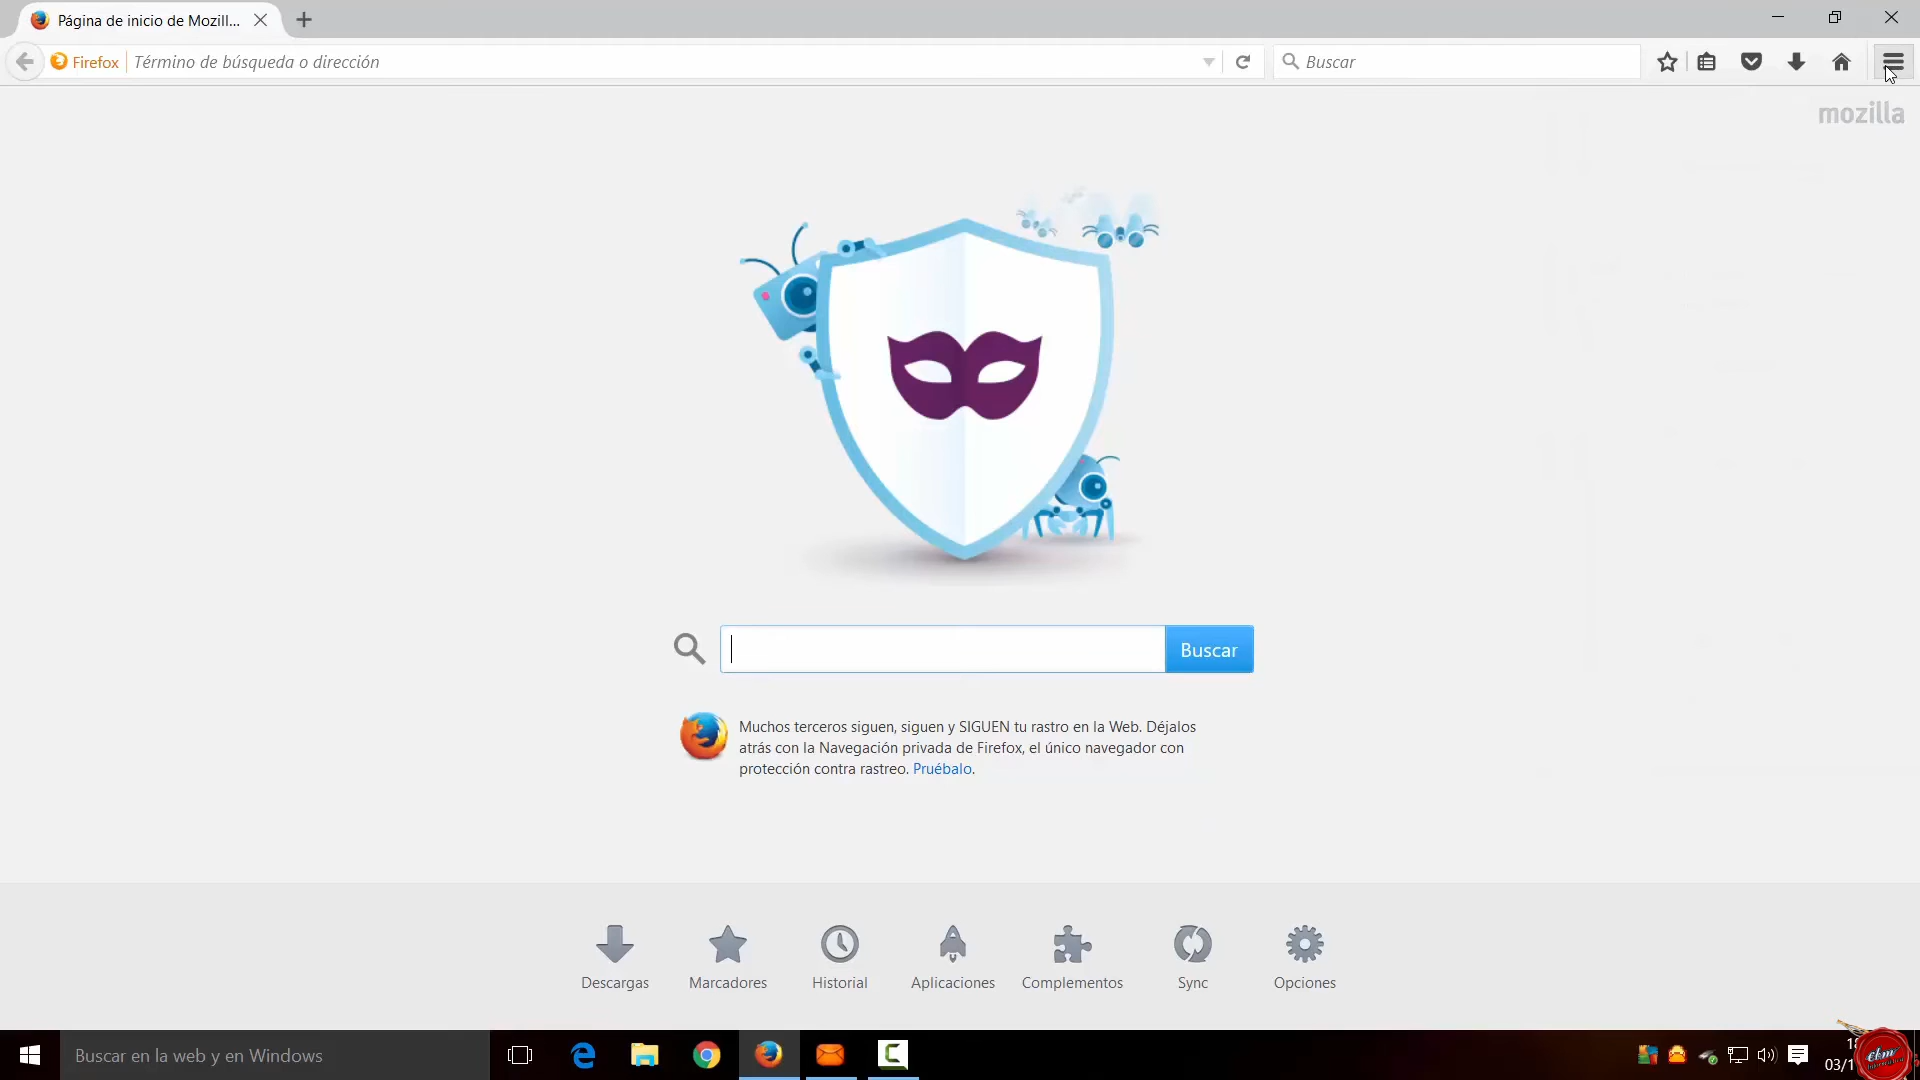 Página de inicio de Mozill...
Firefox
Término de búsqueda o dirección
Buscar
mozilla
Buscar
Muchos terceros siguen, siguen y SIGUEN tu rastro en la Web. Déjalos
atrás con la Navegación privada de Firefox, el único navegador con
protección contra rastreo. Pruébalo.
Descargas
Marcadores
Historial
Aplicaciones
Complementos
Sync
Opciones
Buscar en la web y en Windows
03/1